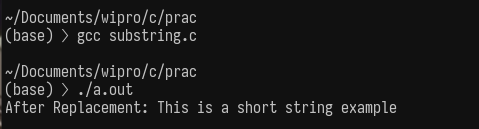 ~/Documents/wipro/c/prac
(base) > gcc substring.c
~/Documents/wipro/c/prac
(base) > ./a.out
After Replacement: This is a short string example